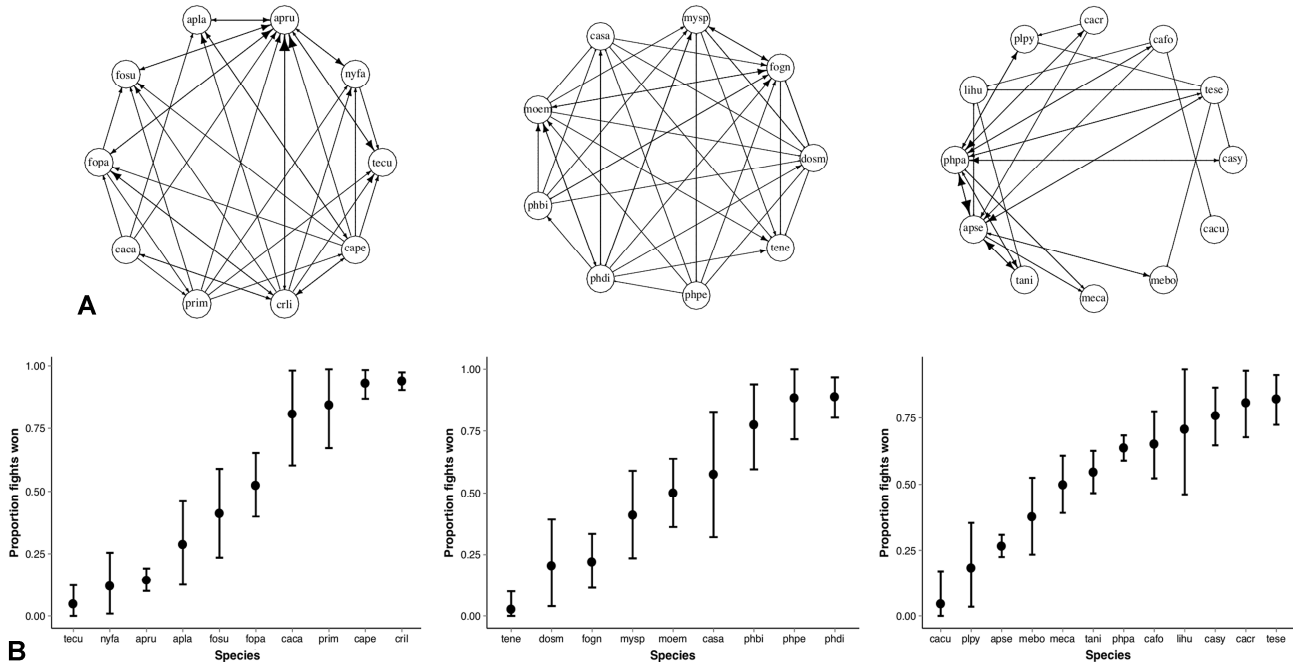 apla apru
fosu nyfa
fopa tecu
caca cape
prim crli
A
mysp
casa
fogn
moem
dosm
phbi
tene
phdi
phpe
cacr
plpy cafo
lihu tese
phpa casy
apse cacu
tani mebo
meca
B
Proportion fights won
1.00
0.75
0.50
0.25
0.00
tecu nyfa apru apla fosu fopa caca prim cape cril
Species
Proportion fights won
1.00
0.75
0.50
0.25
0.00
tene dosm fogn mysp moem casa phbi phpe phdi
Species
Proportion fights won
0.75
0.50
0.25
0.00
cacu plpy apse mebo meca tani phpa cafo lihu casy cacr tese
Species